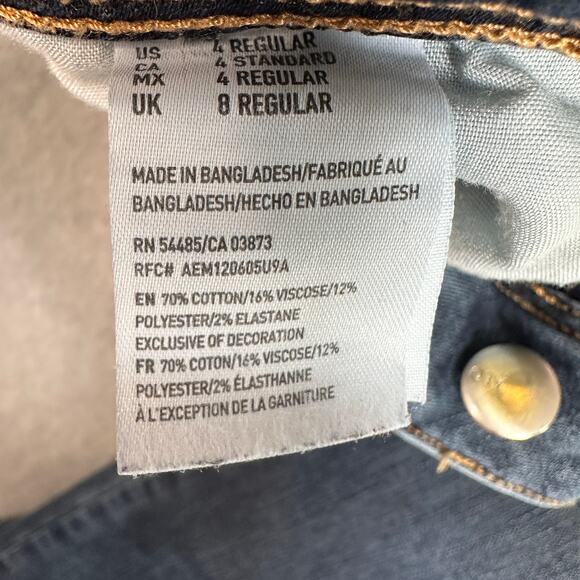 US 4 REGULAR
CA 4 STANDARD
MX 4 REGULAR
UK 8 REGULAR
MADE IN BANGLADESH/FABRIQUÉ AU
BANGLADESH/HECHO EN BANGLADESH
RN 54485/CA 03873
RFC# AEM120605U9A
EN 70% COTTON/16% VISCOSE/12%
POLYESTER/2% ELASTANE
EXCLUSIVE OF DECORATION
FR 70% COTON/16% VISCOSE/12%
POLYESTER/2% ÉLASTHANNE
À L'EXCEPTION DE LA GARNITURE